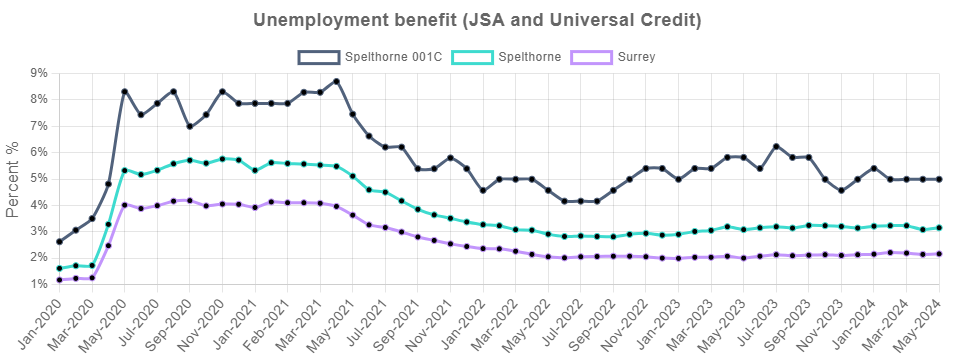 Unemployment benefit (JSA and Universal Credit)
Spelthorne 001C Spelthorne Surrey
Percent %
9%
8%
7%
6%
5%
4%
3%
2%
1%
Jan-2020 Mar-2020 May-2020 Jul-2020 Sep-2020 Nov-2020 Jan-2021 Feb-2021 Mar-2021 May-2021 Jul-2021 Sep-2021 Nov-2021 Jan-2022 Mar-2022 May-2022 Jul-2022 Sep-2022 Nov-2022 Jan-2023 Mar-2023 May-2023 Jul-2023 Sep-2023 Nov-2023 Jan-2024 Mar-2024 May-2024